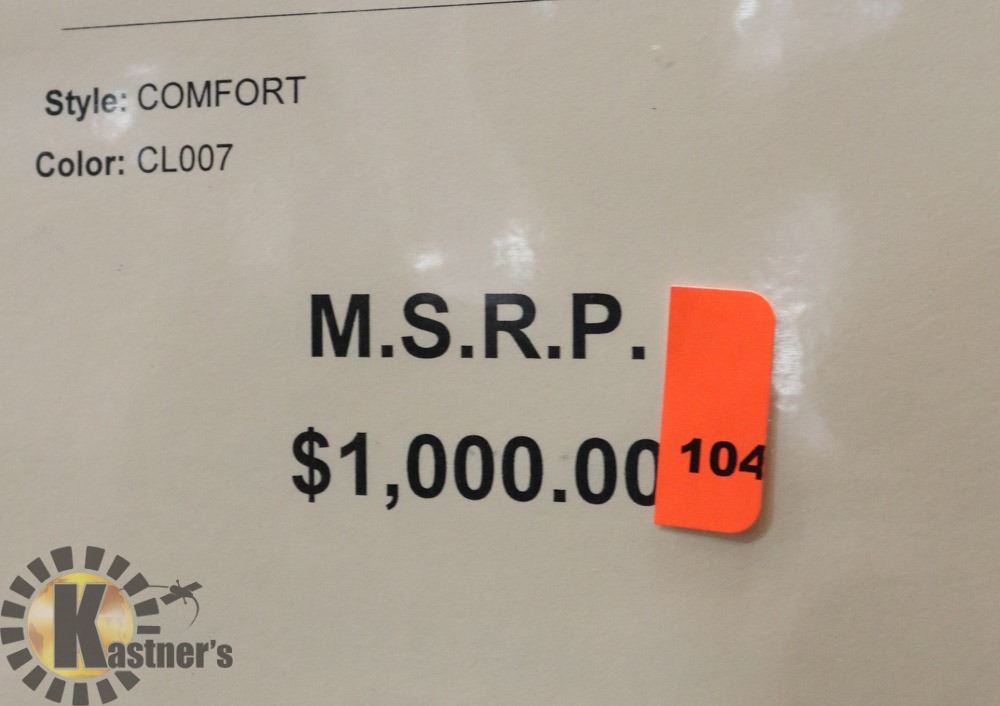 Style: COMFORT
Color: CL007
M.S.R.P.
$1,000.00
104
Kastner's